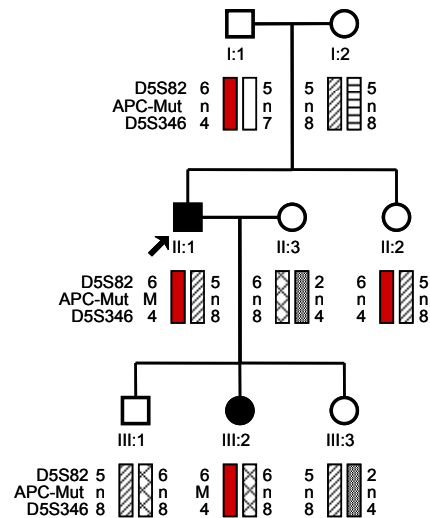 I:1 I:2
D5S82 6 5 5 5
APC-Mut n n n n
D5S346 4 7 8 8
II:1 II:3 II:2
D5S82 6 5 6 2 6 5
APC-Mut M n n n n n
D5S346 4 8 8 4 4 8
III:1 III:2 III:3
D5S82 5 6 6 6 5 2
APC-Mut n n M n n n
D5S346 8 8 4 8 8 4